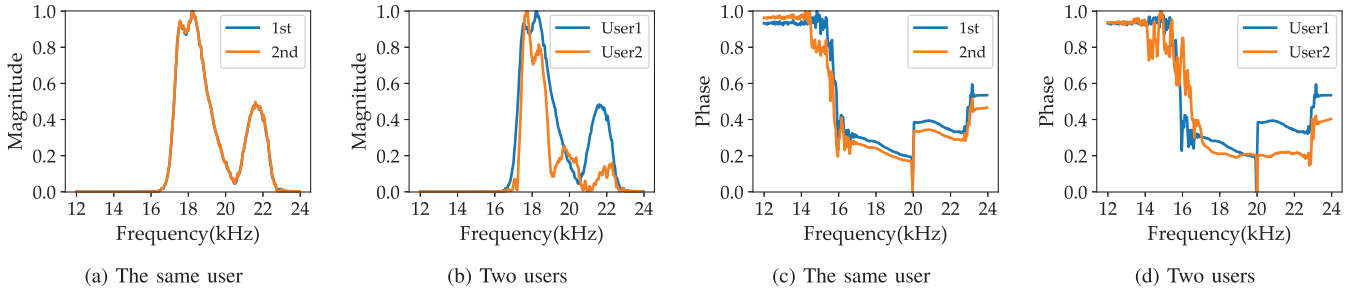 Magnitude
1.0
0.8
0.6
0.4
0.2
0.0
1st
2nd
12 14 16 18 20 22 24
Frequency(kHz)
(a) The same user
Magnitude
1.0
0.8
0.6
0.4
0.2
0.0
User1
User2
12 14 16 18 20 22 24
Frequency(kHz)
(b) Two users
Phase
1.0
0.8
0.6
0.4
0.2
0.0
1st
2nd
12 14 16 18 20 22 24
Frequency(kHz)
(c) The same user
Phase
1.0
0.8
0.6
0.4
0.2
0.0
User1
User2
12 14 16 18 20 22 24
Frequency(kHz)
(d) Two users